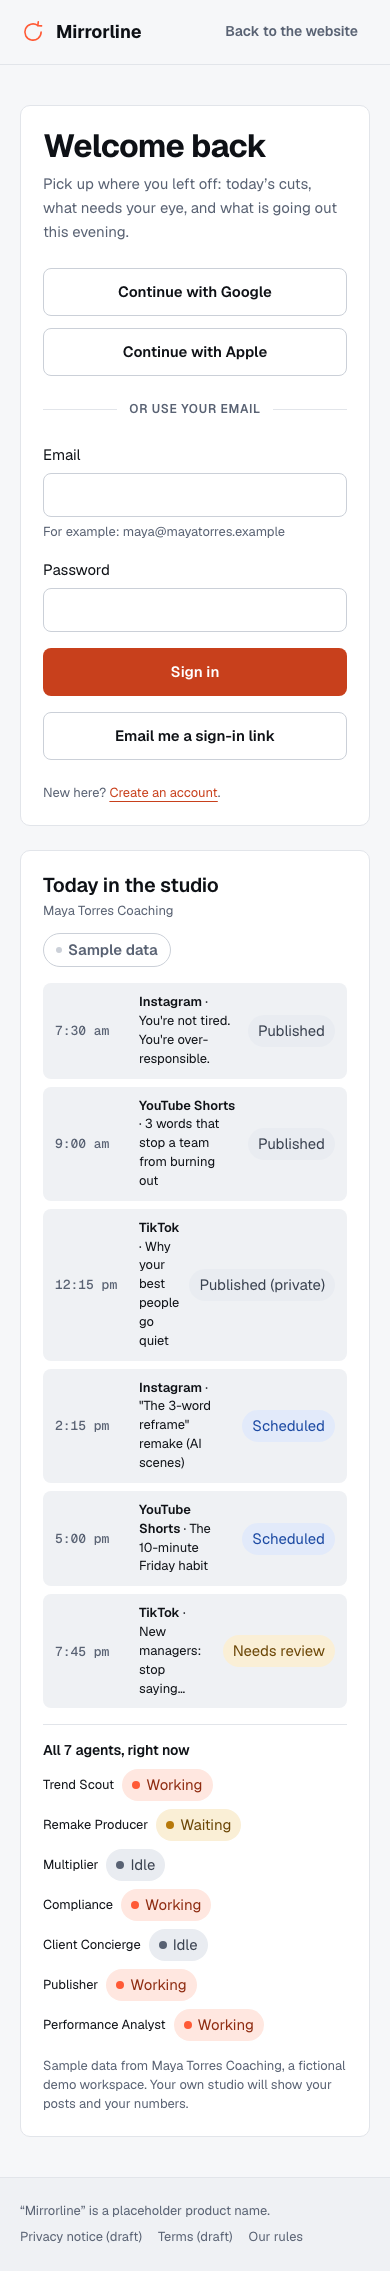 Mirrorline
Back to the website
Welcome back
Pick up where you left off: today’s cuts,
what needs your eye, and what is going out
this evening.
Continue with Google
Continue with Apple
OR USE YOUR EMAIL
Email
For example: maya@mayatorres.example
Password
Sign in
Email me a sign-in link
New here? Create an account.
Today in the studio
Maya Torres Coaching
Sample data
7:30 am
Instagram ·
You're not tired.
You're over-
responsible.
Published
9:00 am
YouTube Shorts
· 3 words that
stop a team
from burning
out
Published
12:15 pm
TikTok
· Why
your
best
people
go
quiet
Published (private)
2:15 pm
Instagram ·
"The 3-word
reframe"
remake (AI
scenes)
Scheduled
5:00 pm
YouTube
Shorts · The
10-minute
Friday habit
Scheduled
7:45 pm
TikTok ·
New
managers:
stop
saying…
Needs review
All 7 agents, right now
Trend Scout Working
Remake Producer Waiting
Multiplier Idle
Compliance Working
Client Concierge Idle
Publisher Working
Performance Analyst Working
Sample data from Maya Torres Coaching, a fictional
demo workspace. Your own studio will show your
posts and your numbers.
“Mirrorline” is a placeholder product name.
Privacy notice (draft) Terms (draft) Our rules